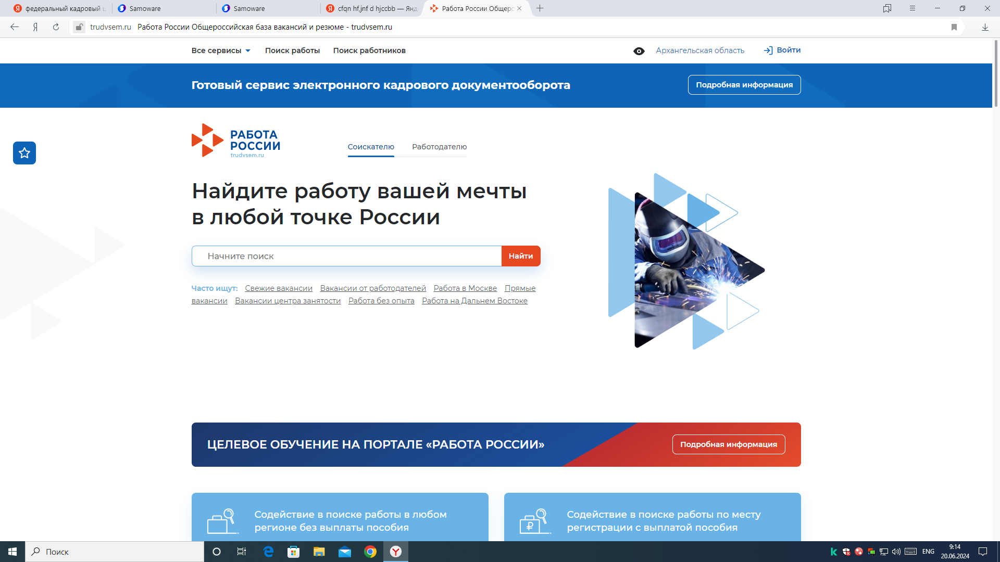 федеральный кадровый ц
Samoware
Samoware
cfqn hf,jnf d hjccbb — Янд
Работа России Общерос
trudvsem.ru Работа России Общероссийская база вакансий и резюме - trudvsem.ru
Все сервисы Поиск работы Поиск работников Архангельская область Войти
Готовый сервис электронного кадрового документооборота Подробная информация
РАБОТА
РОССИИ
trudvsem.ru
Соискателю Работодателю
Найдите работу вашей мечты
в любой точке России
Начните поиск Найти
Часто ищут: Свежие вакансии Вакансии от работодателей Работа в Москве Прямые
вакансии Вакансии центра занятости Работа без опыта Работа на Дальнем Востоке
ЦЕЛЕВОЕ ОБУЧЕНИЕ НА ПОРТАЛЕ «РАБОТА РОССИИ» Подробная информация
Содействие в поиске работы в любом
регионе без выплаты пособия
Содействие в поиске работы по месту
регистрации с выплатой пособия
Поиск
ENG
9:14
20.06.2024